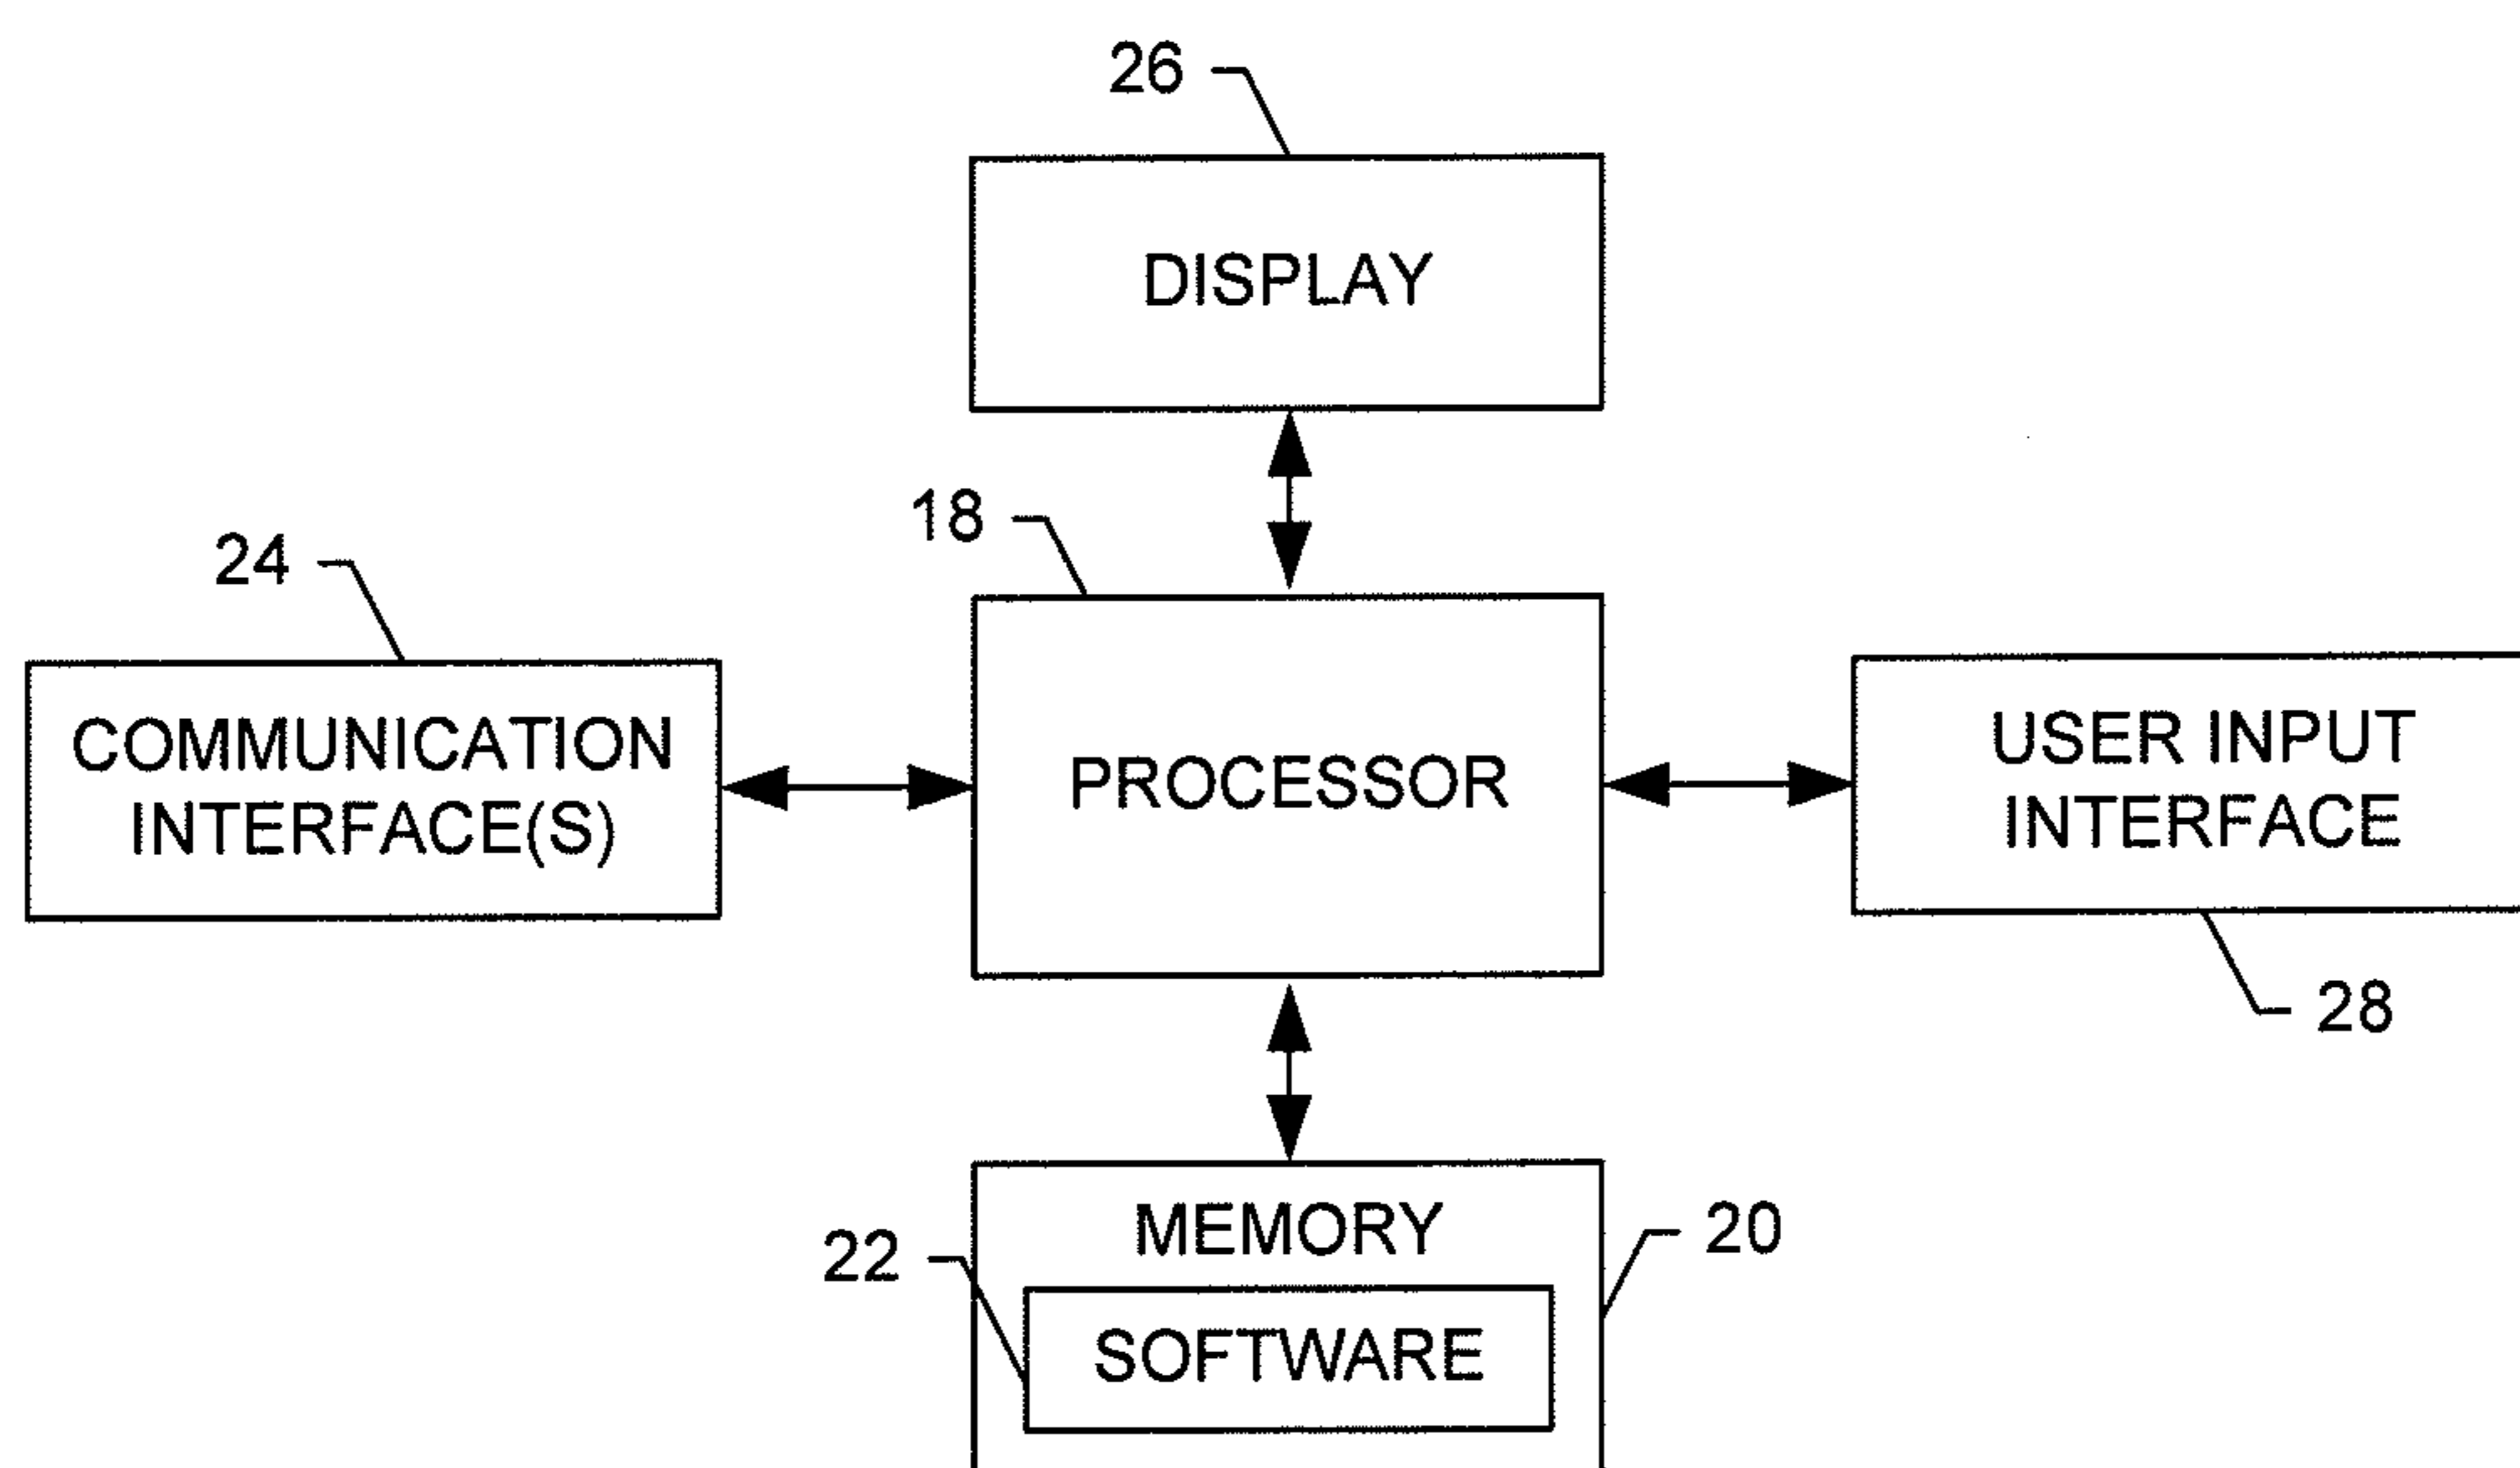 26
DISPLAY
18
24
COMMUNICATION
INTERFACE(S)
PROCESSOR
USER INPUT
INTERFACE
28
MEMORY
20
22
SOFTWARE